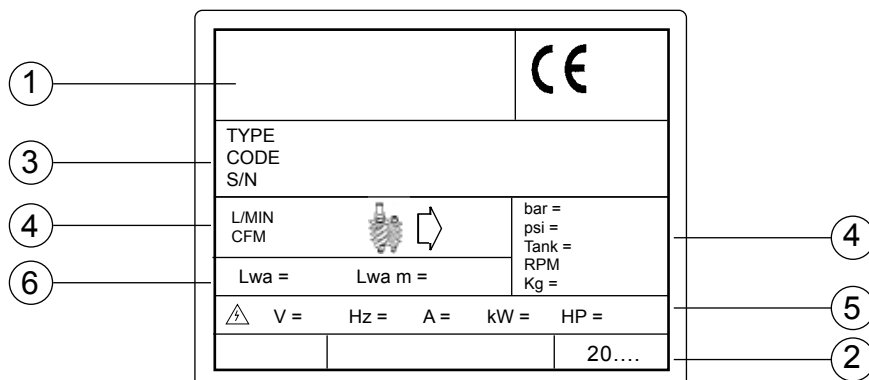 1
CE
3
TYPE
CODE
S/N
4
L/MIN
CFM
bar =
psi =
Tank =
RPM
Kg =
4
6
Lwa = Lwa m =
V = Hz = A = kW = HP =
5
20....
2